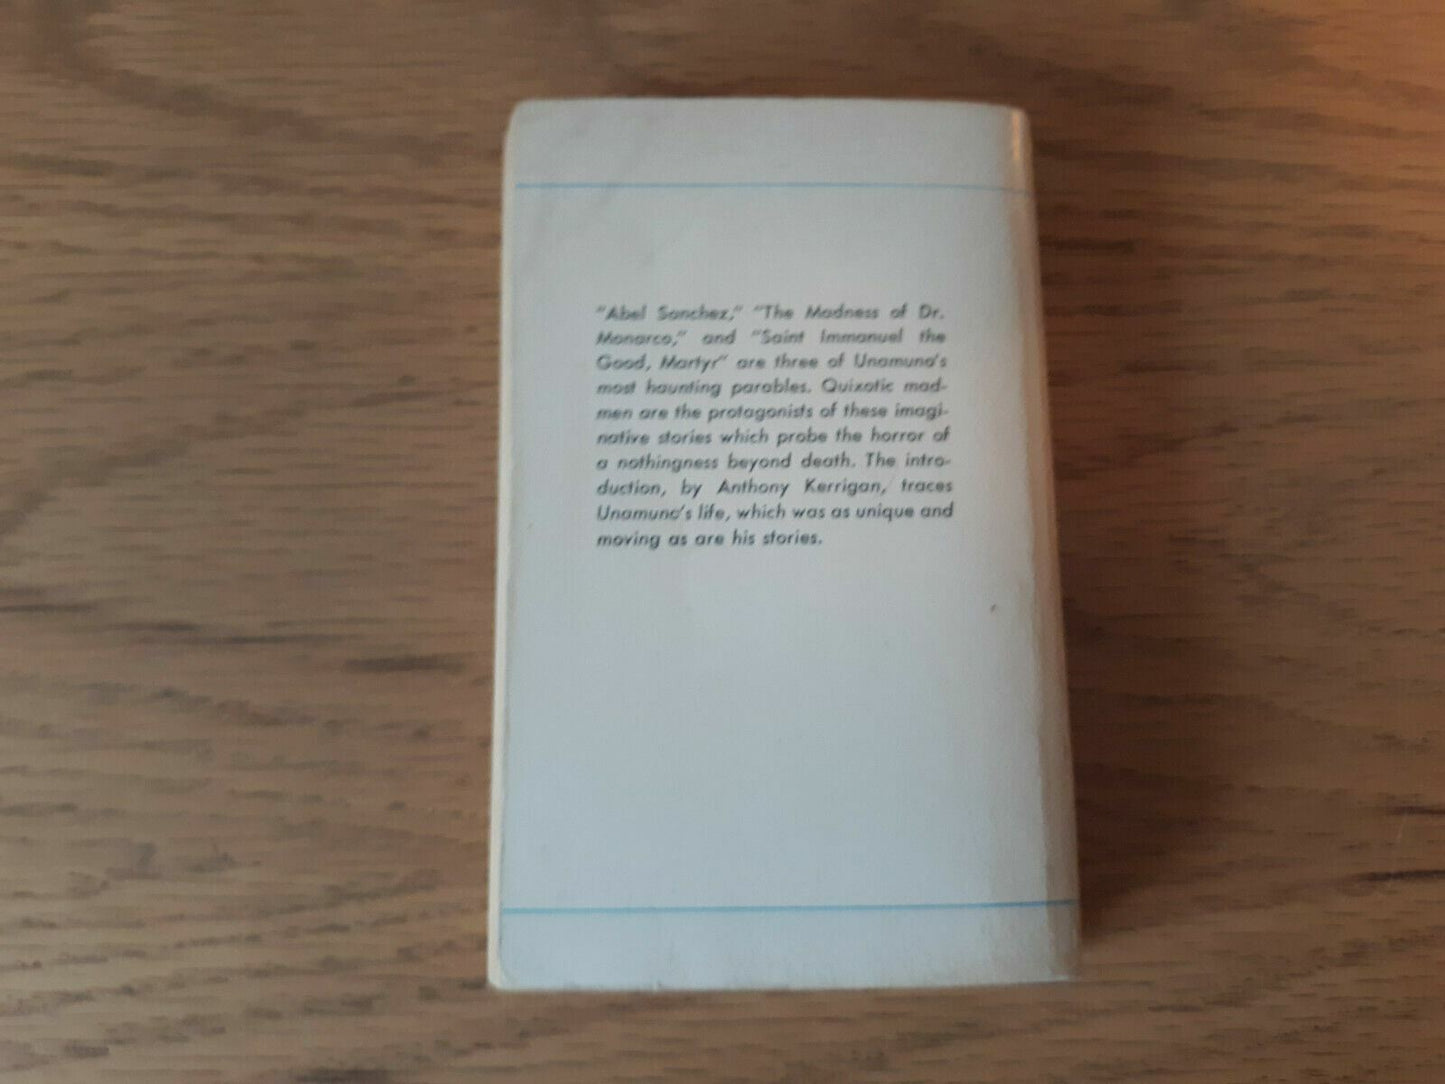 "Abel Sanchez," "The Madness of Dr.
Monarco," and "Saint Immanuel the
Good, Martyr" are three of Unamuno's
most haunting parables. Quixotic mad-
men are the protagonists of these imagi-
native stories which probe the horror of
a nothingness beyond death. The intro-
duction, by Anthony Kerrigan, traces
Unamuno's life, which was as unique and
moving as are his stories.